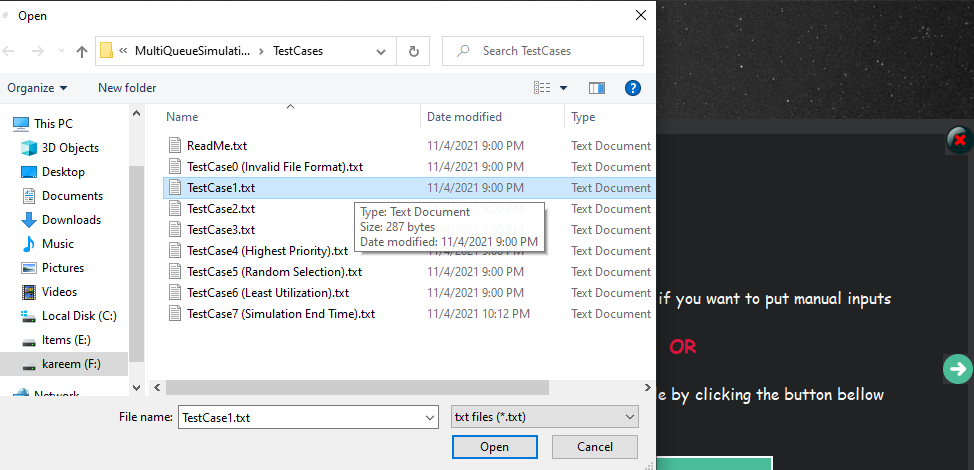 Open
« MultiQueueSimulati... > TestCases
Search TestCases
Organize
New folder
This PC
3D Objects
Desktop
Documents
Downloads
Music
Pictures
Videos
Local Disk (C:)
Items (E:)
kareem (F:)
Network
Name Date modified Type
ReadMe.txt 11/4/2021 9:00 PM Text Document
TestCase0 (Invalid File Format).txt 11/4/2021 9:00 PM Text Document
TestCase1.txt 11/4/2021 9:00 PM Text Document
TestCase2.txt 11/4/2021 9:00 PM Text Document
TestCase3.txt Text Document
TestCase4 (Highest Priority).txt Text Document
TestCase5 (Random Selection).txt 11/4/2021 9:00 PM Text Document
TestCase6 (Least Utilization).txt 11/4/2021 9:00 PM Text Document
TestCase7 (Simulation End Time).txt 11/4/2021 10:12 PM Text Document
Type: Text Document
Size: 287 bytes
Date modified: 11/4/2021 9:00 PM
File name: TestCase1.txt
txt files (*.txt)
Open
Cancel
if you want to put manual inputs
OR
e by clicking the button bellow